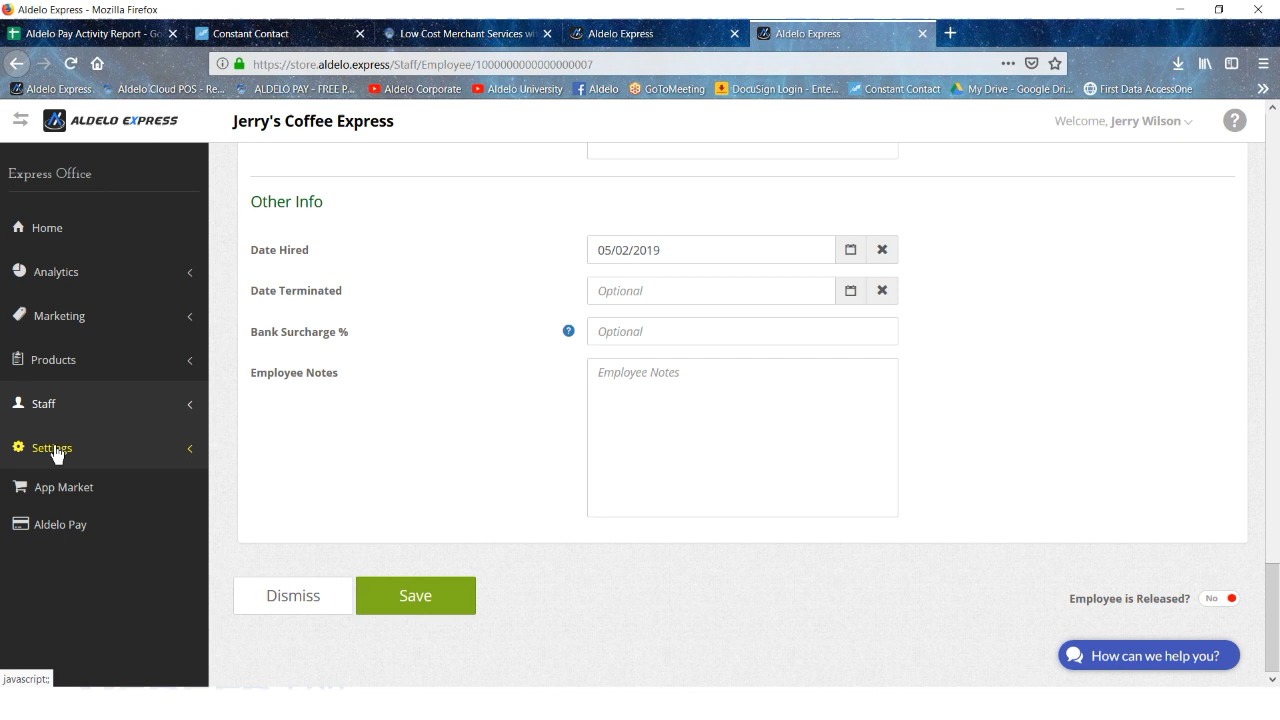 Aldelo Express - Mozilla Firefox
Aldelo Pay Activity Report - Go
Constant Contact
Low Cost Merchant Services wi
Aldelo Express
Aldelo Express
https://store.aldelo.express/Staff/Employee/1000000000000000007
Aldelo Express
Aldelo Cloud POS - Re...
ALDELO PAY - FREE P...
Aldelo Corporate
Aldelo University
Aldelo
GoToMeeting
DocuSign Login - Ente...
Constant Contact
My Drive - Google Dri...
First Data AccessOne
ALDELO EXPRESS
Jerry's Coffee Express
Welcome, Jerry Wilson
?
Express Office
Home
Analytics
Marketing
Products
Staff
Settings
App Market
Aldelo Pay
Other Info
Date Hired
05/02/2019
Date Terminated
Optional
Bank Surcharge %
?
Optional
Employee Notes
Employee Notes
Dismiss
Save
Employee is Released?
No
How can we help you?
javascript:;